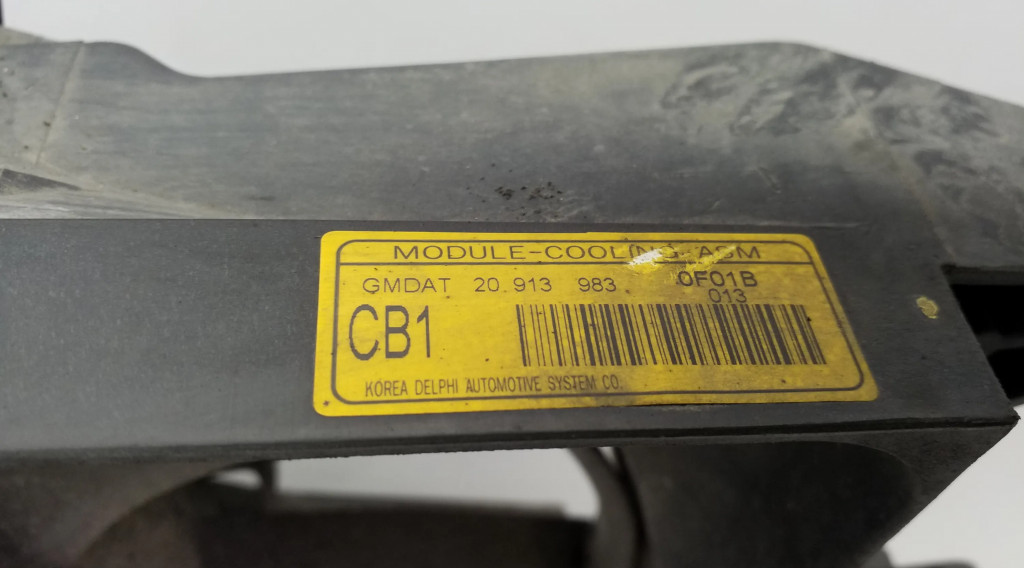 MODULE-COOLING ASM
GMDAT 20 913 983 0F01B
013
CB1
KOREA DELPHI AUTOMOTIVE SYSTEM CO.